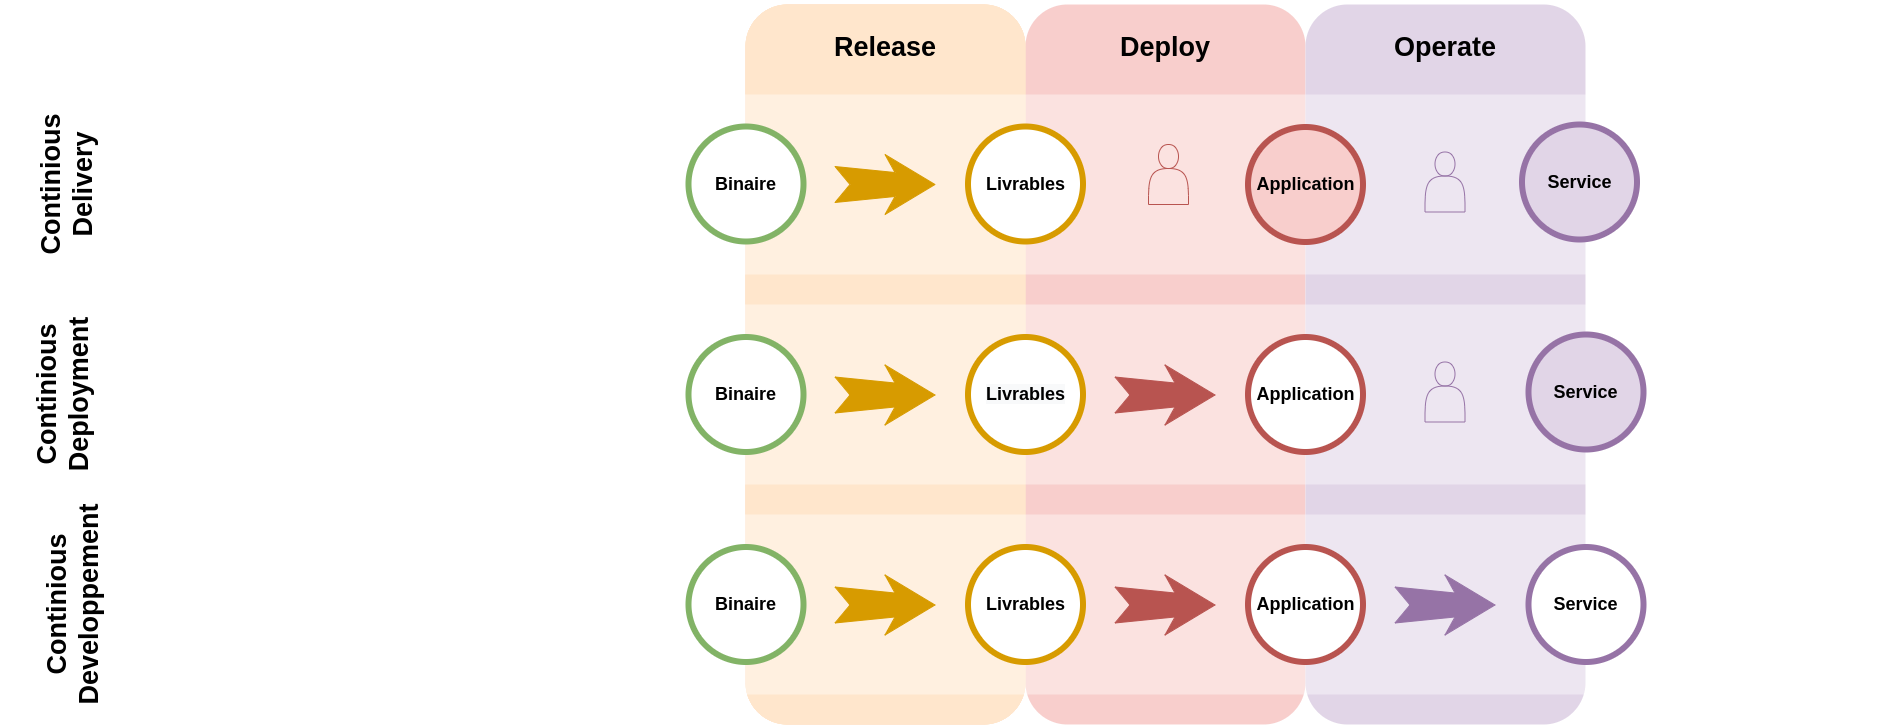 Release
Deploy
Operate
Continious
Delivery
Binaire
Livrables
Application
Service
Continious
Deployment
Binaire
Livrables
Application
Service
Continious
Developpement
Binaire
Livrables
Application
Service